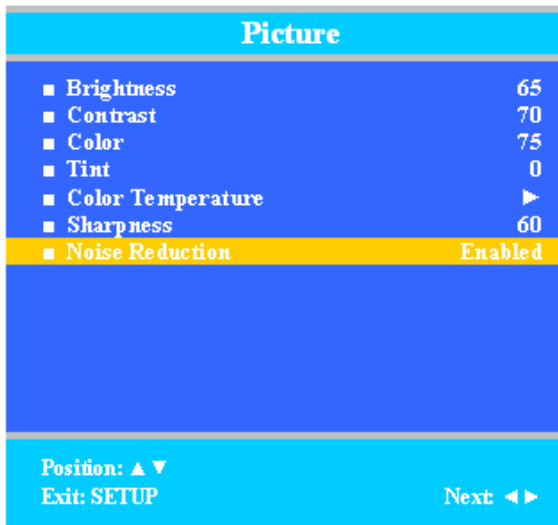 Picture
■ Brightness 65
■ Contrast 70
■ Color 75
■ Tint 0
■ Color Temperature ►
■ Sharpness 60
■ Noise Reduction Enabled
Position: ▲▼
Exit: SETUP Next: ◄►